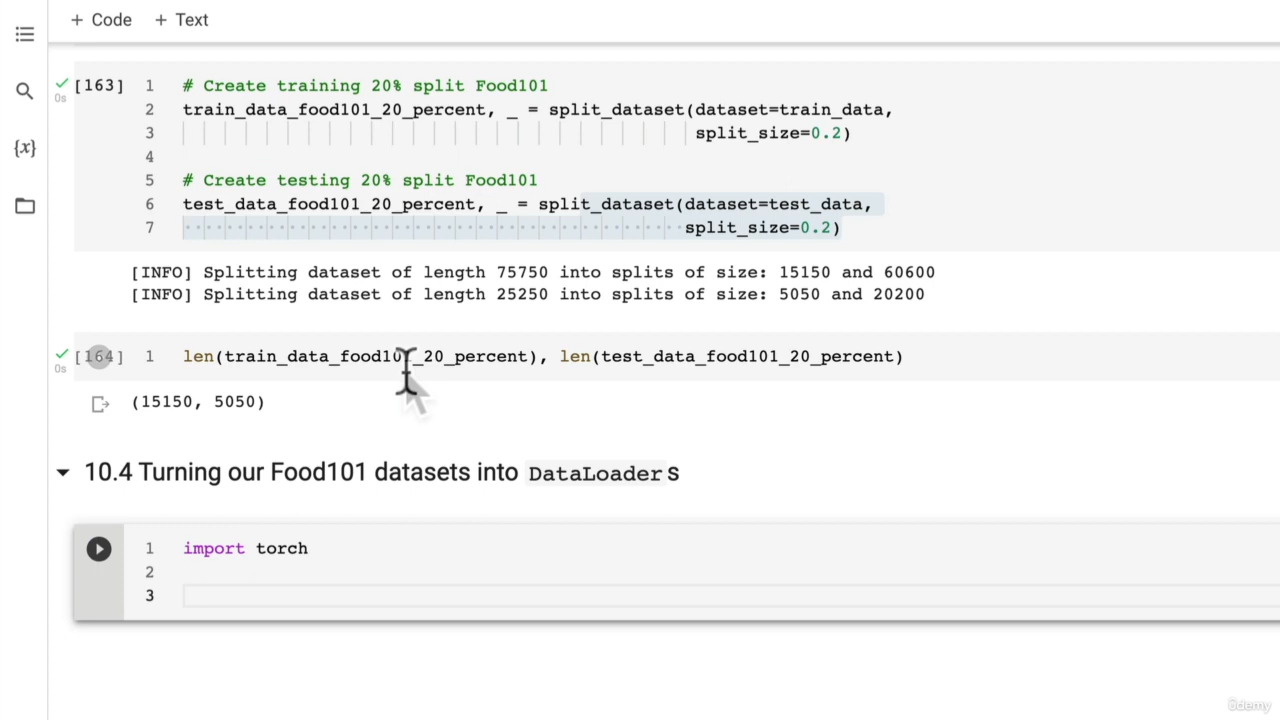 + Code + Text
[163] 1 # Create training 20% split Food101
2 train_data_food101_20_percent, _ = split_dataset(dataset=train_data,
3 split_size=0.2)
4
5 # Create testing 20% split Food101
6 test_data_food101_20_percent, _ = split_dataset(dataset=test_data,
7 split_size=0.2)
0s
[INFO] Splitting dataset of length 75750 into splits of size: 15150 and 60600
[INFO] Splitting dataset of length 25250 into splits of size: 5050 and 20200
[164] 1 len(train_data_food101_20_percent), len(test_data_food101_20_percent)
0s
(15150, 5050)
10.4 Turning our Food101 datasets into DataLoaders
1 import torch
2
3
{x}
ûdemy